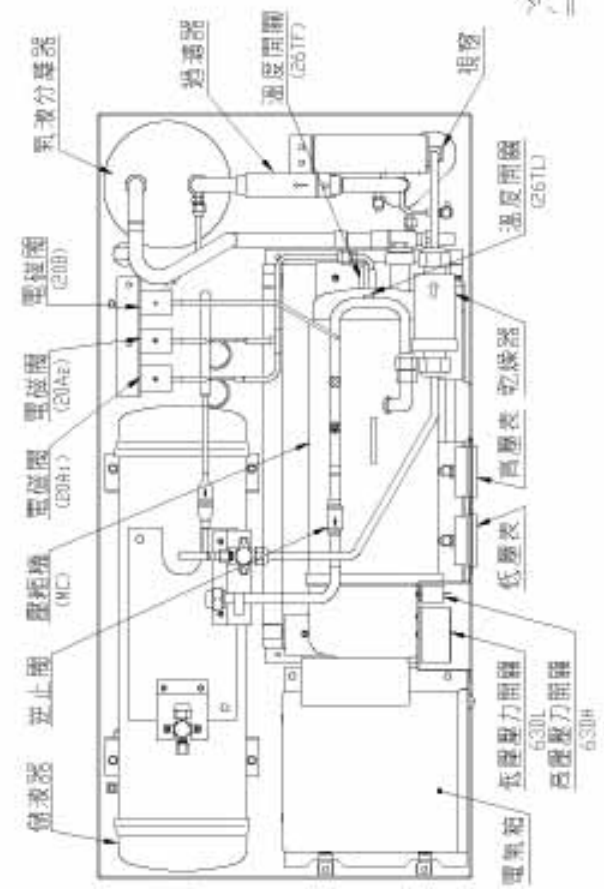 氣液分離器
過濾器
溫度開關
(26TF)
視窗
電磁閥
(20B)
電磁閥
(20A2)
電磁閥
(20A1)
壓縮機
(MC)
逆止閥
儲液器
溫度開關
(26TL)
乾燥器
高壓表
低壓表
低壓壓力開關
63DL
高壓壓力開關
63DH
電氣箱